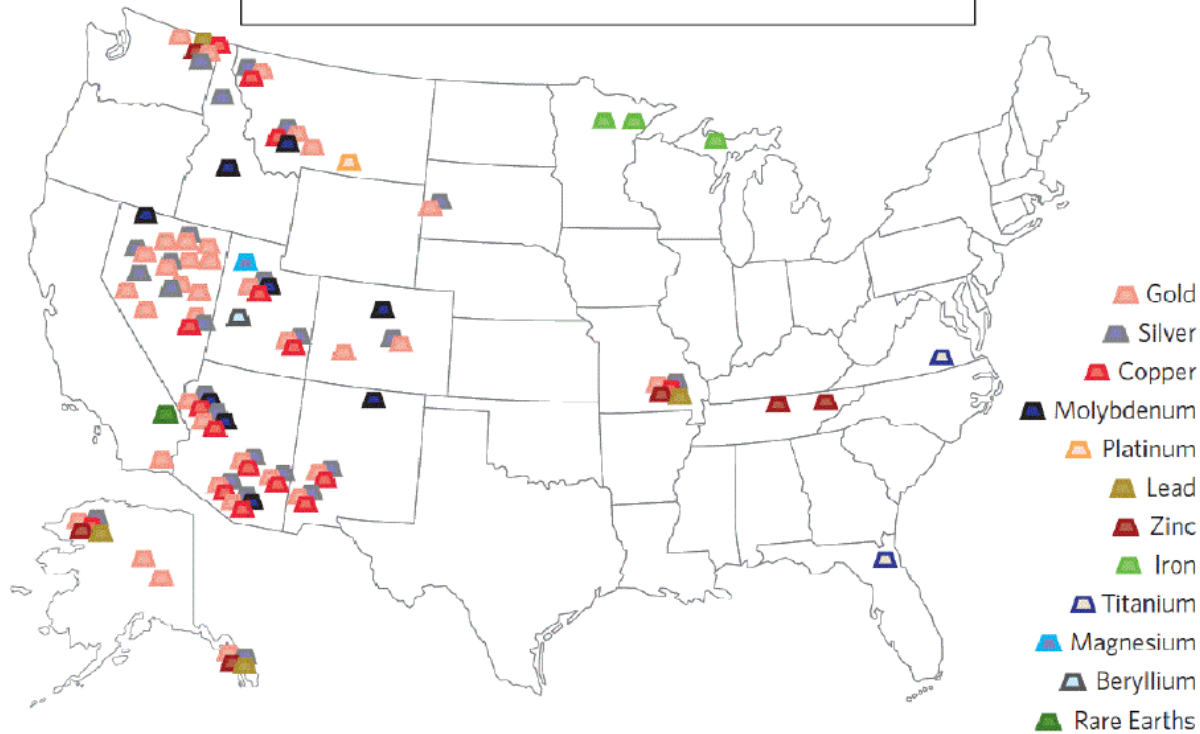 Gold
Silver
Copper
Molybdenum
Platinum
Lead
Zinc
Iron
Titanium
Magnesium
Beryllium
Rare Earths